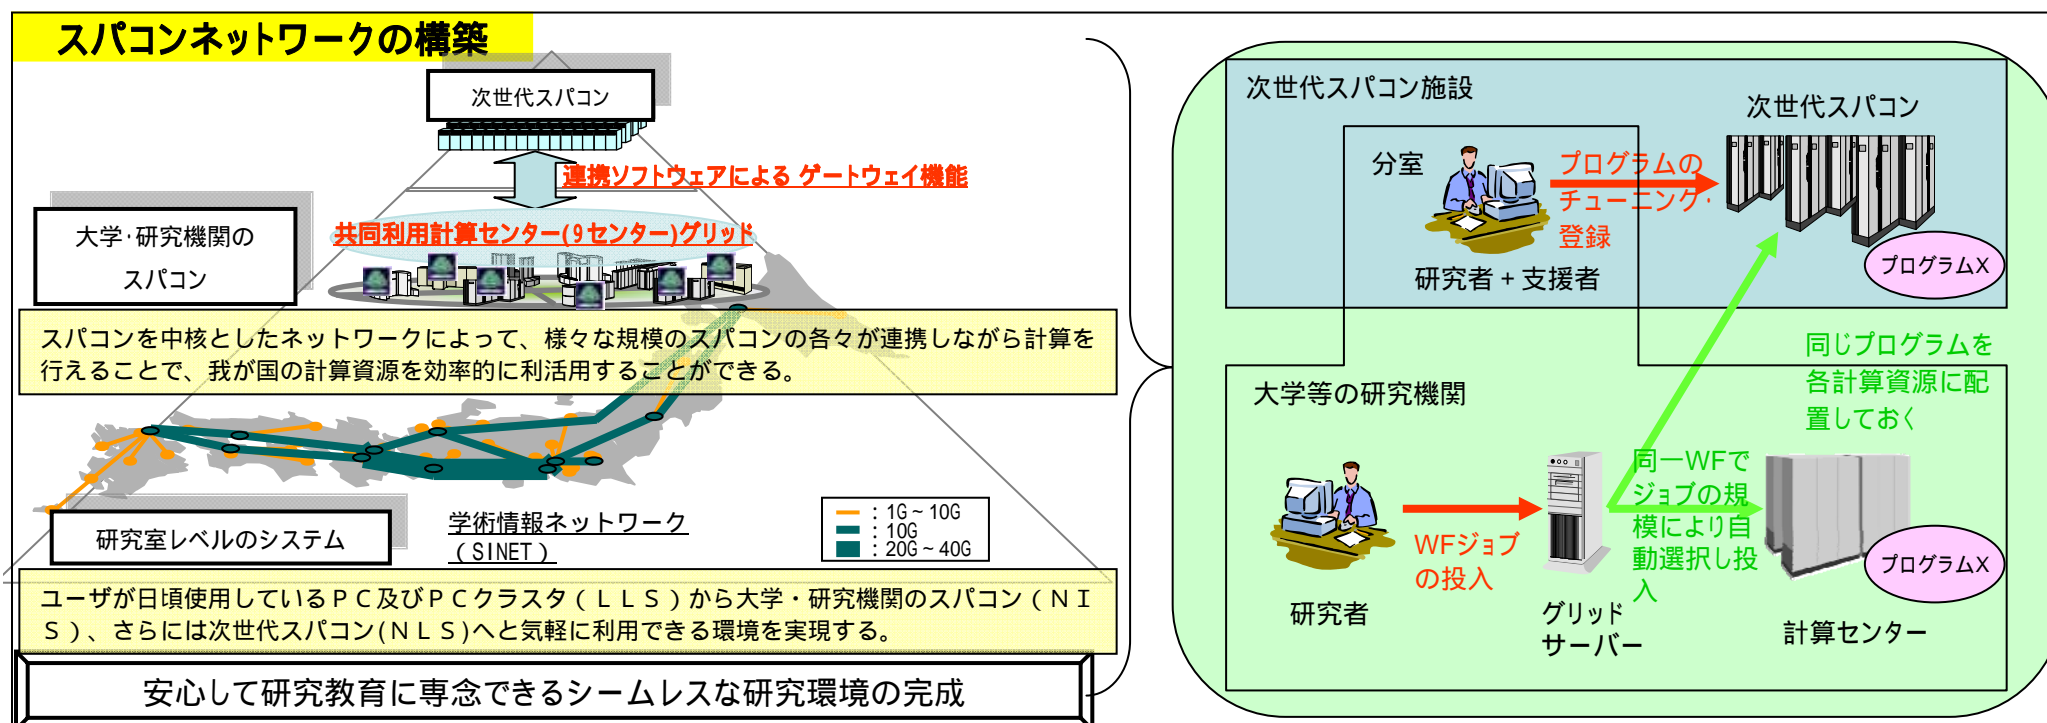 スパコンネットワークの構築
次世代スパコン
連携ソフトウェアによる ゲートウェイ機能
大学･研究機関の
スパコン
共同利用計算センター(9センター)グリッド
スパコンを中核としたネットワークによって、様々な規模のスパコンの各々が連携しながら計算を
行えることで、我が国の計算資源を効率的に利活用することができる。
研究室レベルのシステム
学術情報ネットワーク
（SINET）
：1G～10G
：10G
：20G～40G
ユーザが日頃使用しているＰＣ及びＰＣクラスタ（ＬＬＳ）から大学・研究機関のスパコン（ＮＩ
Ｓ）、さらには次世代スパコン(ＮＬＳ)へと気軽に利用できる環境を実現する。
安心して研究教育に専念できるシームレスな研究環境の完成
次世代スパコン施設
次世代スパコン
分室
プログラムの
チューニング･
登録
研究者＋支援者
プログラムX
同じプログラムを
各計算資源に配
置しておく
大学等の研究機関
同一WFで
ジョブの規
模により自
動選択し投
入
WFジョブ
の投入
プログラムX
研究者
グリッド
サーバー
計算センター